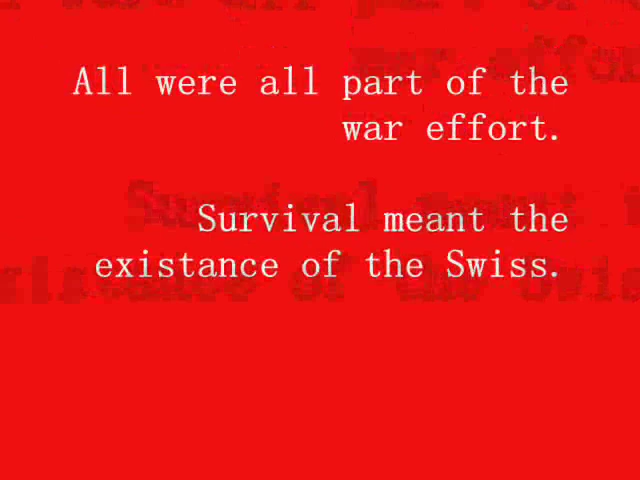 All were all part of the
war effort.
Survival meant the
existance of the Swiss.